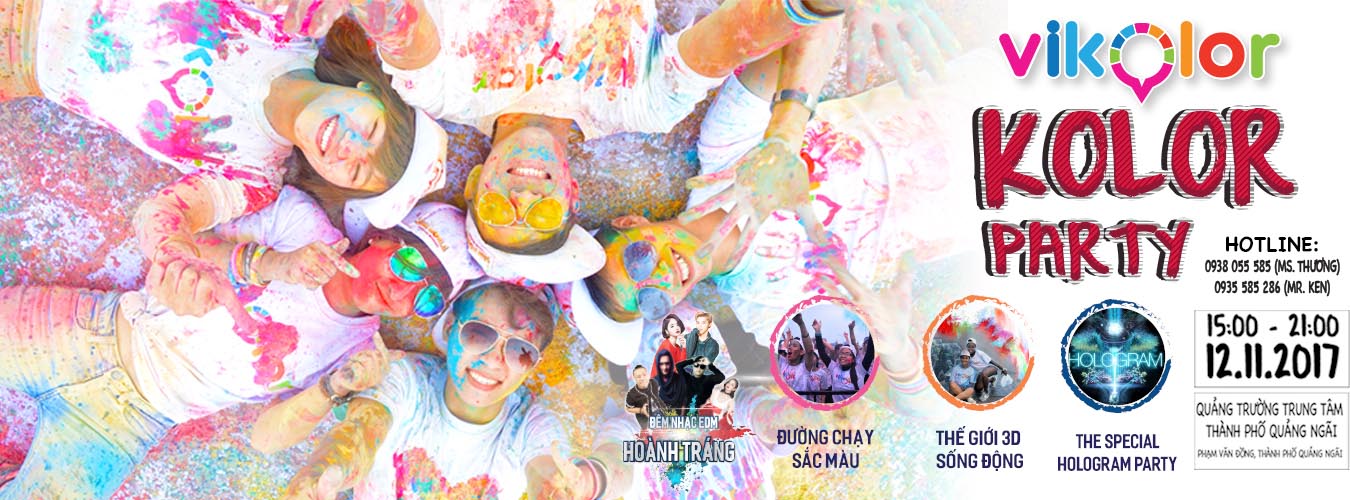 vikolor
KOLOR
PARTY
HOTLINE:
0938 055 585 (MS. THƯƠNG)
0935 585 286 (MR. KEN)
15:00 - 21:00
12.11.2017
QUẢNG TRƯỜNG TRUNG TÂM
THÀNH PHỐ QUẢNG NGÃI
PHẠM VĂN ĐỒNG, THÀNH PHỐ QUẢNG NGÃI
ĐÊM NHẠC EDM
HOÀNH TRÁNG
ĐƯỜNG CHẠY
SẮC MÀU
THẾ GIỚI 3D
SỐNG ĐỘNG
HOLOGRAM
THE SPECIAL
HOLOGRAM PARTY